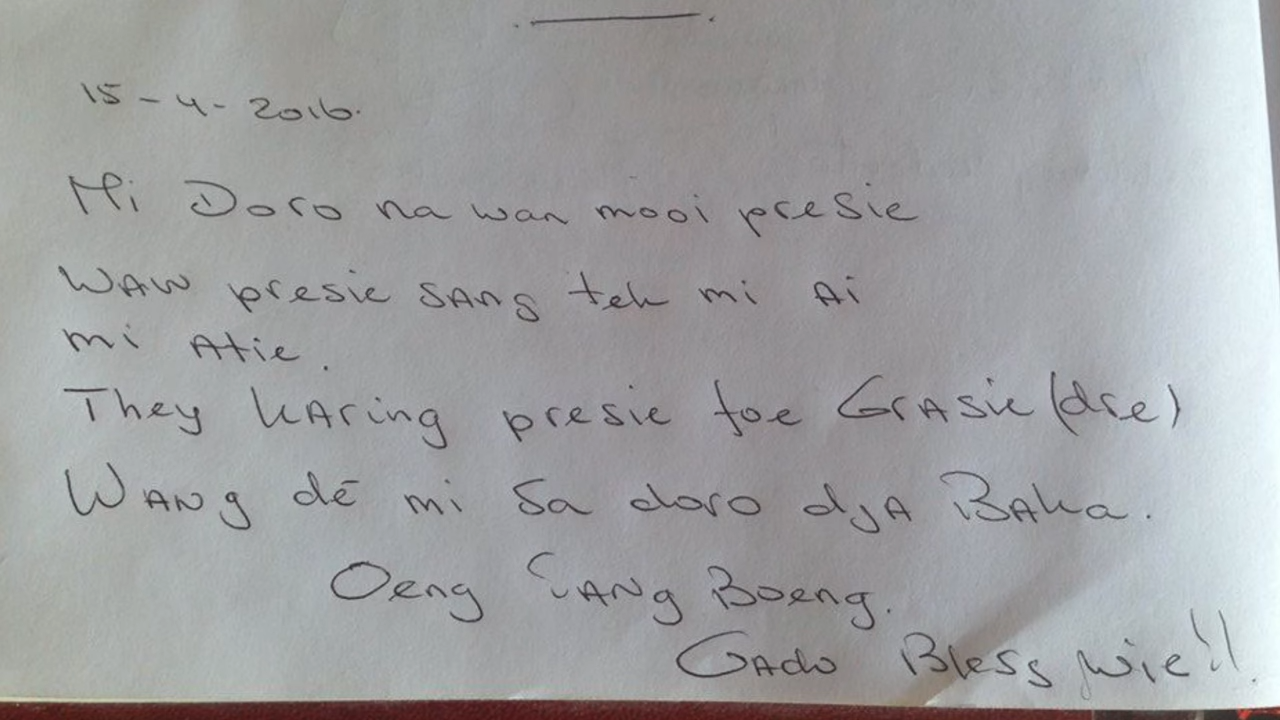 15-4-2016.
Mi Doro na wan mooi presie
WAW presie SANg teh mi Ai
mi Atie.
They KAring presie foe GrASie (dre)
WANg dē mi Sa doro djA BAka.
Oeng SANg Boeng.
GAdo Bless wie!!